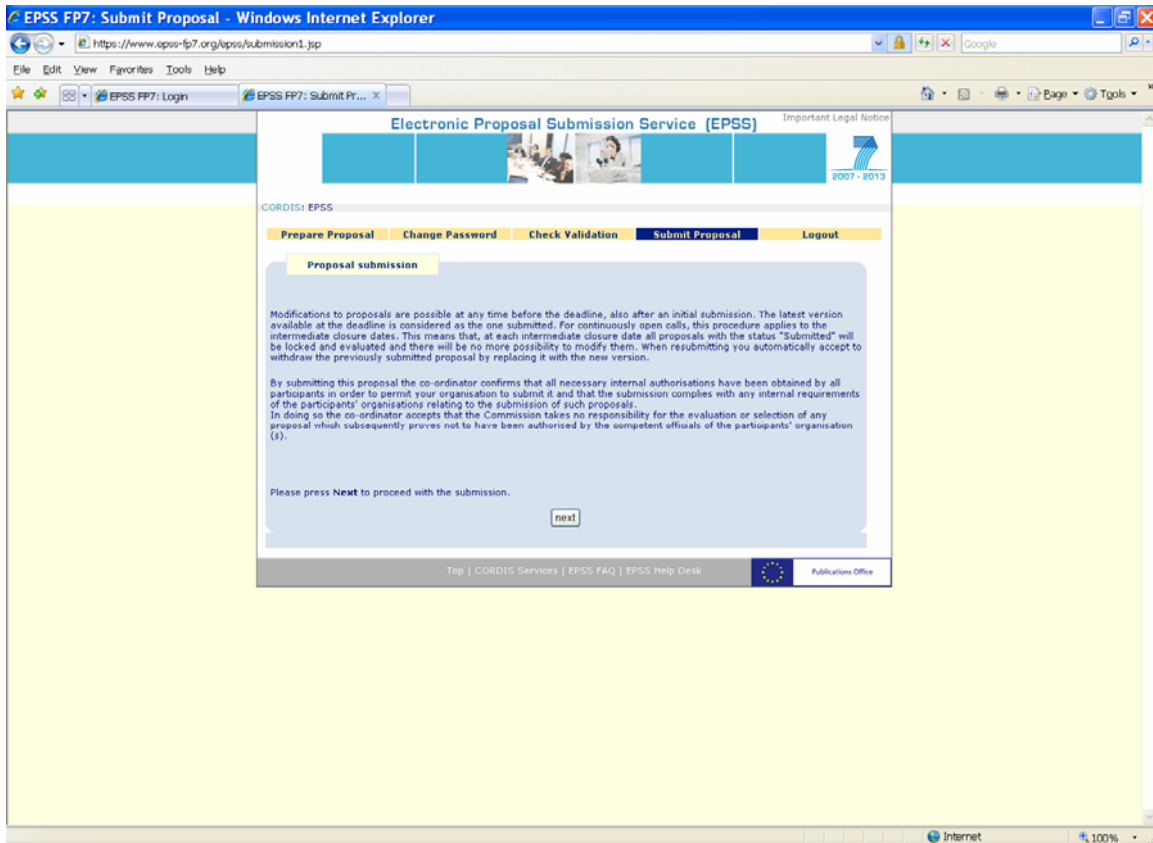 EPSS FP7: Submit Proposal - Windows Internet Explorer
https://www.epss-fp7.org/epss/submission1.jsp
Google
File Edit View Favorites Tools Help
EPSS FP7: Login
EPSS FP7: Submit Pr...
Page
Tools
Electronic Proposal Submission Service (EPSS)
Important Legal Notice
7
2007 - 2013
CORDIS: EPSS
Prepare Proposal Change Password Check Validation Submit Proposal Logout
Proposal submission
Modifications to proposals are possible at any time before the deadline, also after an initial submission. The latest version
available at the deadline is considered as the one submitted. For continuously open calls, this procedure applies to the
intermediate closure dates. This means that, at each intermediate closure date all proposals with the status "Submitted" will
be locked and evaluated and there will be no more possibility to modify them. When resubmitting you automatically accept to
withdraw the previously submitted proposal by replacing it with the new version.
By submitting this proposal the co-ordinator confirms that all necessary internal authorisations have been obtained by all
participants in order to permit your organisation to submit it and that the submission complies with any internal requirements
of the participants' organisations relating to the submission of such proposals.
In doing so the co-ordinator accepts that the Commission takes no responsibility for the evaluation or selection of any
proposal which subsequently proves not to have been authorised by the competent officials of the participants' organisation
(s).
Please press Next to proceed with the submission.
next
Top | CORDIS Services | EPSS FAQ | EPSS Help Desk
Publications Office
Internet
100%